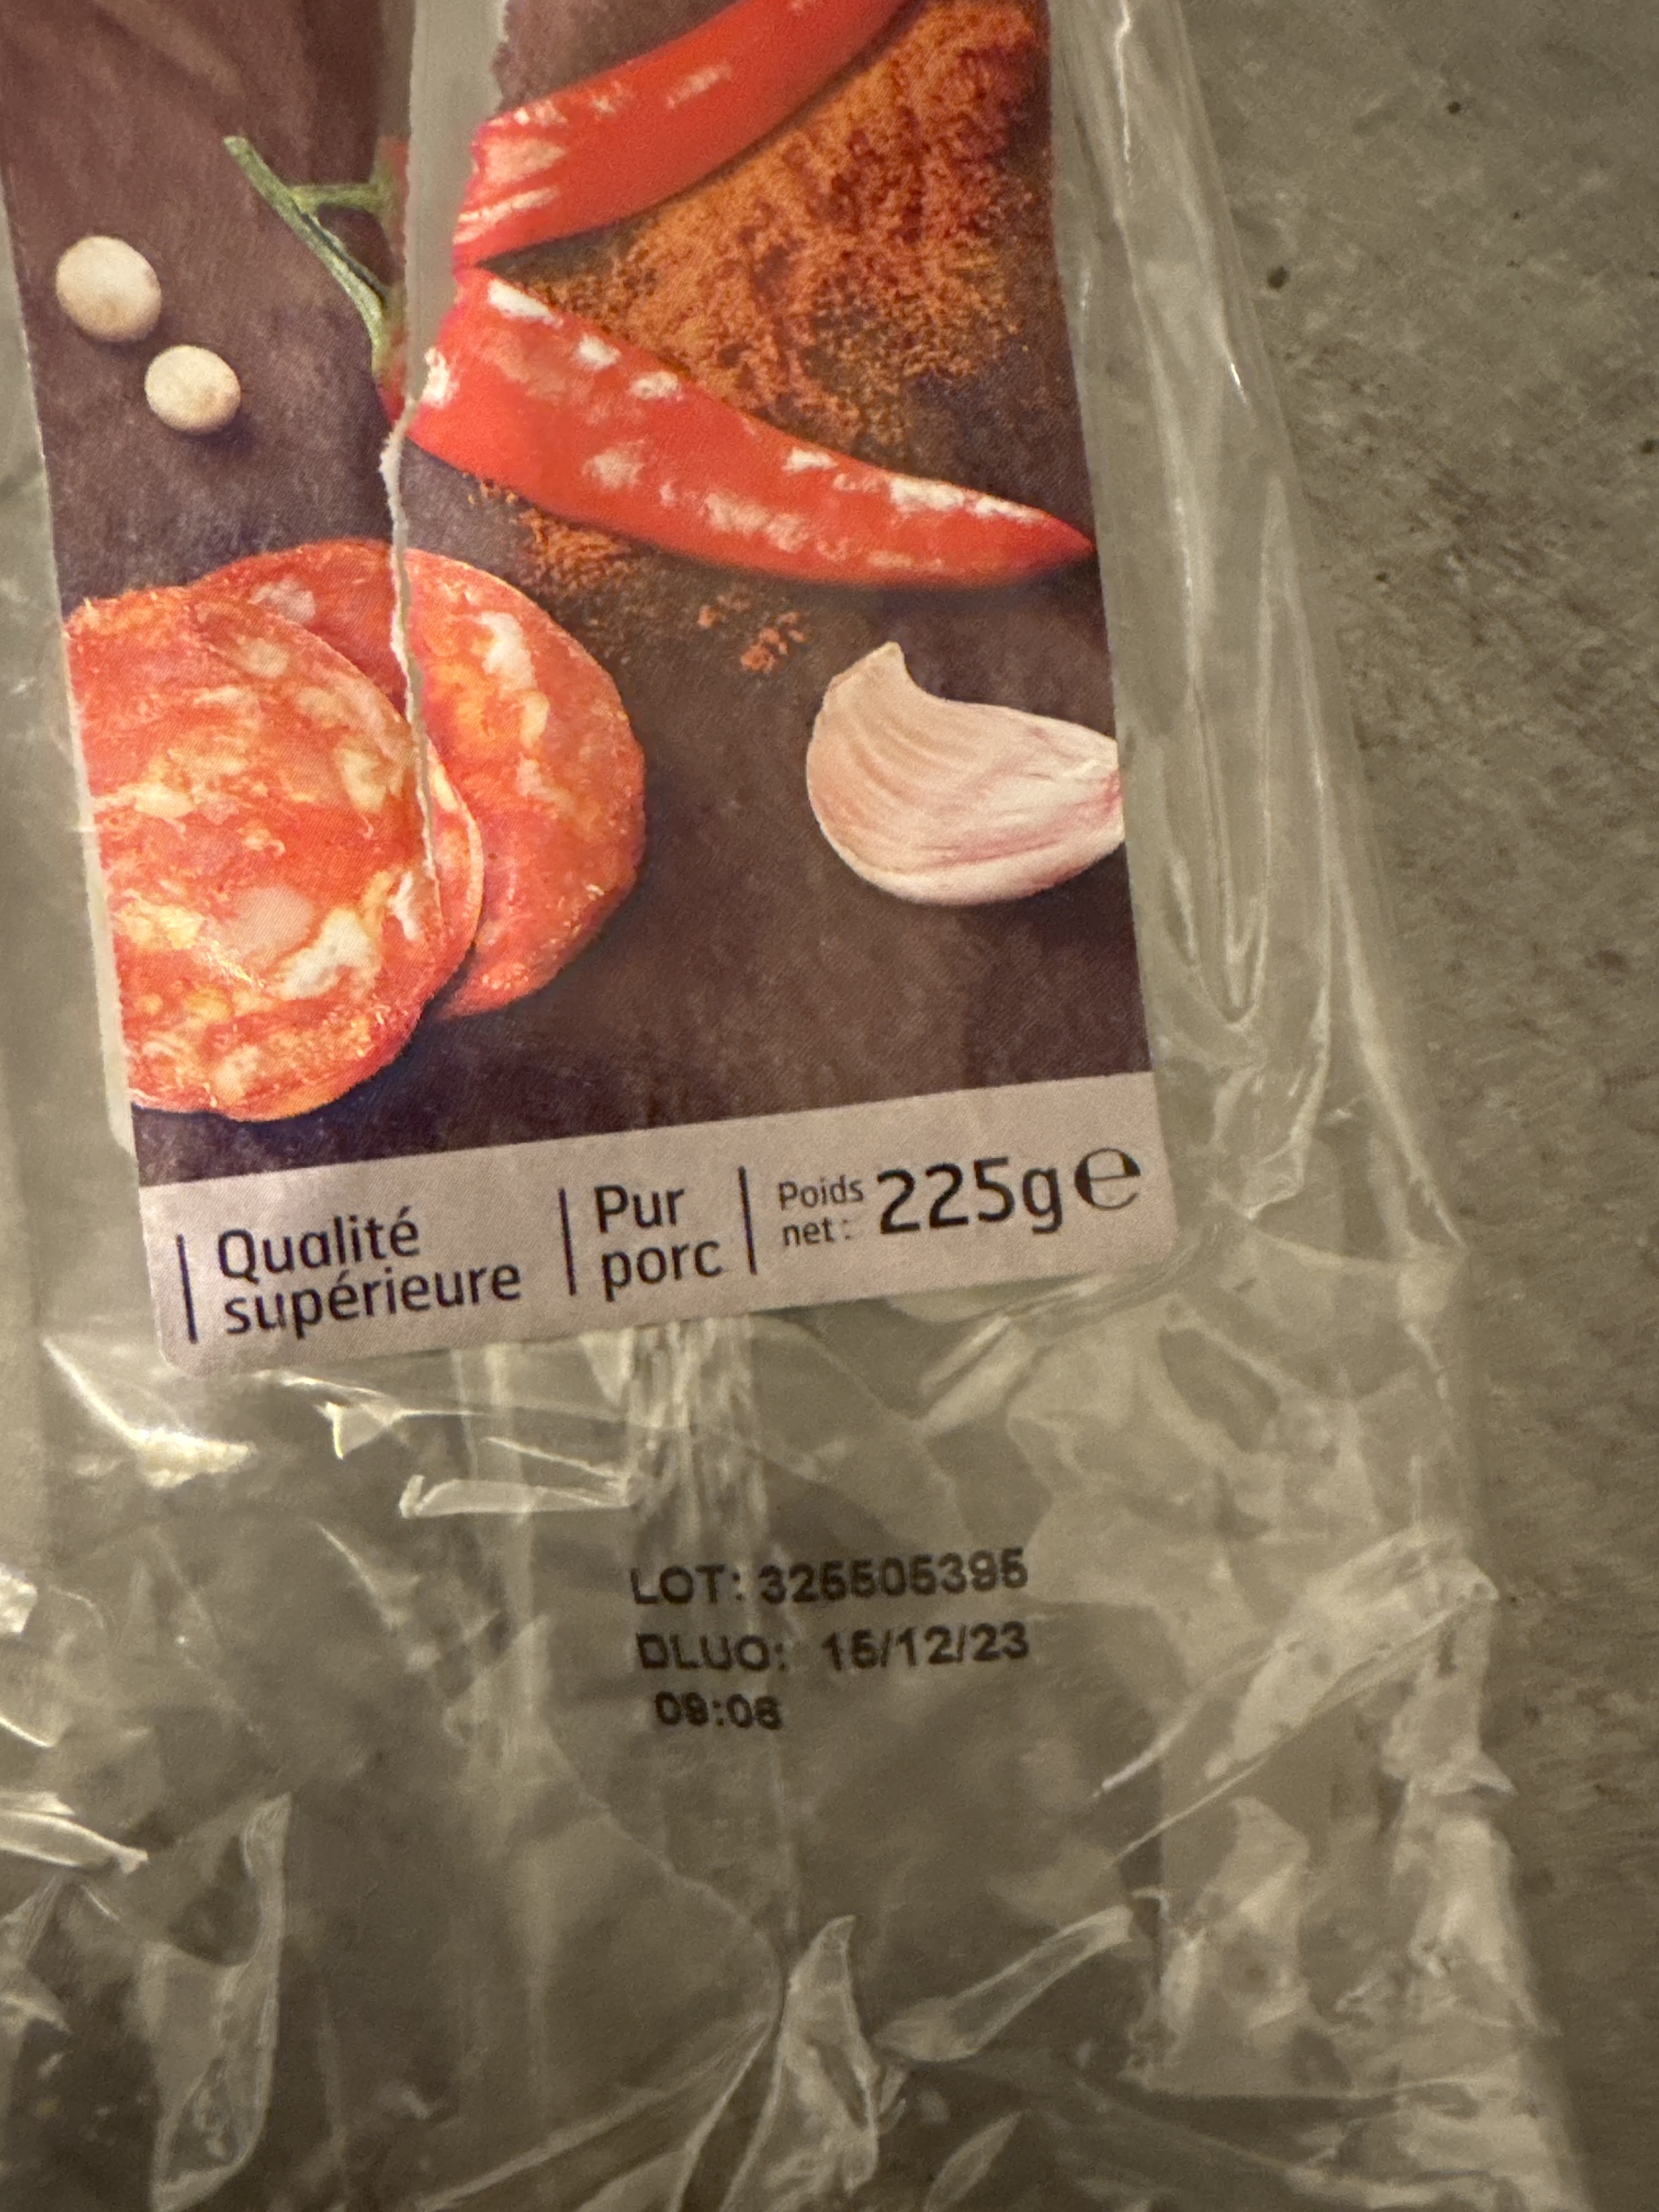 Qualité
supérieure
Pur
porc
Poids
net: 225g e
LOT: 325505395
DLUO: 15/12/23
09:06